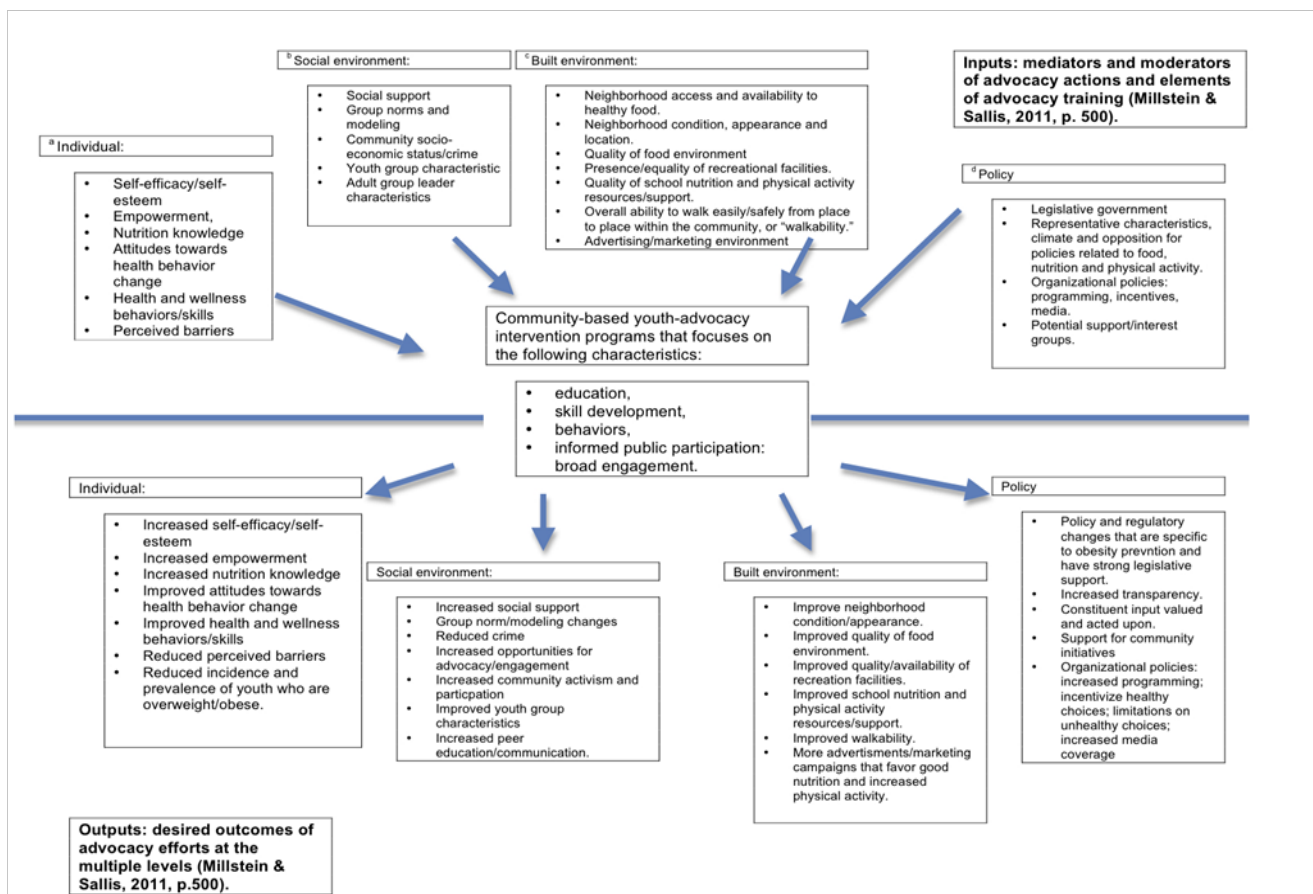 b Social environment:
• Social support
• Group norms and
modeling
• Community socio-
economic status/crime
• Youth group characteristic
• Adult group leader
characteristics
c Built environment:
• Neighborhood access and availability to
healthy food.
• Neighborhood condition, appearance and
location.
• Quality of food environment
• Presence/equality of recreational facilities.
• Quality of school nutrition and physical activity
resources/support.
• Overall ability to walk easily/safely from place
to place within the community, or “walkability.”
• Advertising/marketing environment
Inputs: mediators and moderators
of advocacy actions and elements
of advocacy training (Millstein &
Sallis, 2011, p. 500).
a Individual:
• Self-efficacy/self-
esteem
• Empowerment,
• Nutrition knowledge
• Attitudes towards
health behavior
change
• Health and wellness
behaviors/skills
• Perceived barriers
d Policy
• Legislative government
• Representative characteristics,
climate and opposition for
policies related to food,
nutrition and physical activity.
• Organizational policies:
programming, incentives,
media.
• Potential support/interest
groups.
Community-based youth-advocacy
intervention programs that focuses on
the following characteristics:
• education,
• skill development,
• behaviors,
• informed public participation:
broad engagement.
Individual:
• Increased self-efficacy/self-
esteem
• Increased empowerment
• Increased nutrition knowledge
• Improved attitudes towards
health behavior change
• Improved health and wellness
behaviors/skills
• Reduced perceived barriers
• Reduced incidence and
prevalence of youth who are
overweight/obese.
Social environment:
• Increased social support
• Group norm/modeling changes
• Reduced crime
• Increased opportunities for
advocacy/engagement
• Increased community activism and
particpation
• Improved youth group
characteristics
• Increased peer
education/communication.
Built environment:
• Improve neighborhood
condition/appearance.
• Improved quality of food
environment.
• Improved quality/availability of
recreation facilities.
• Improved school nutrition and
physical activity
resources/support.
• Improved walkability.
• More advertisments/marketing
campaigns that favor good
nutrition and increased
physical activity.
Policy
• Policy and regulatory
changes that are specific
to obesity prevntion and
have strong legislative
support.
• Increased transparency.
• Constituent input valued
and acted upon.
• Support for community
initiatives
• Organizational policies:
increased programming;
incentivize healthy
choices; limitations on
unhealthy choices;
increased media
coverage
Outputs: desired outcomes of
advocacy efforts at the
multiple levels (Millstein &
Sallis, 2011, p.500).